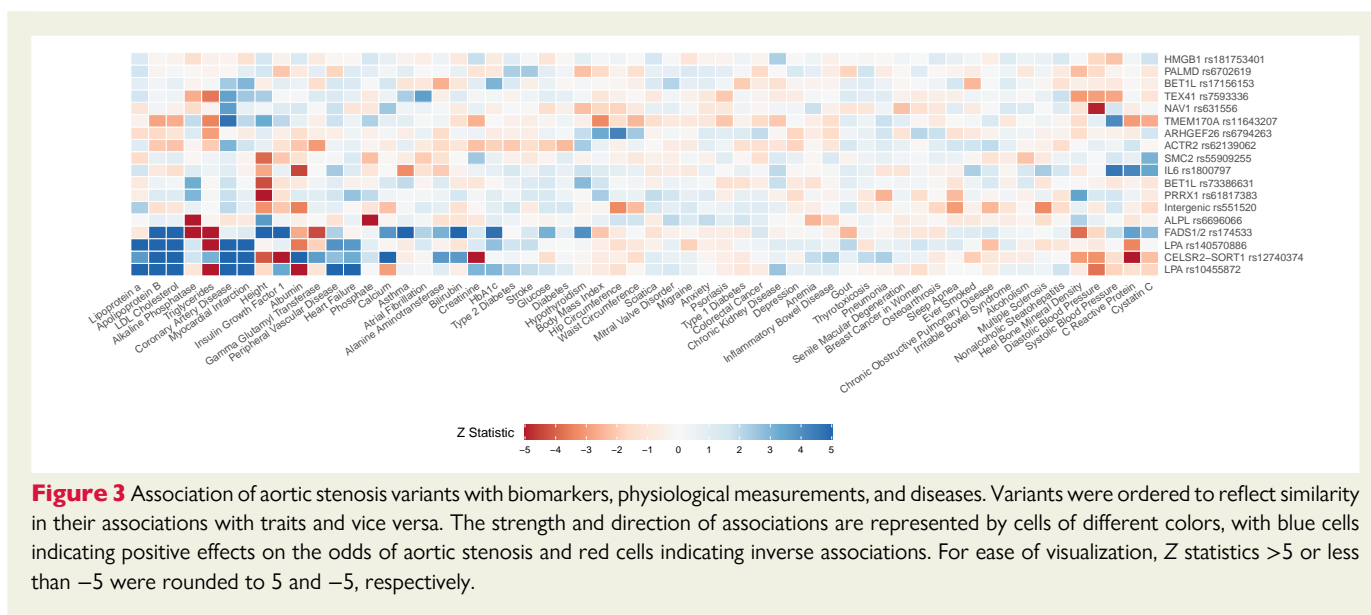 HMGB1 rs181753401
PALMD rs6702619
BET1L rs17156153
TEX41 rs7593336
NAV1 rs631556
TMEM170A rs11643207
ARHGEF26 rs6794263
ACTR2 rs62139062
SMC2 rs55909255
IL6 rs1800797
BET1L rs73386631
PRRX1 rs61817383
Intergenic rs551520
ALPL rs6696066
FADS1/2 rs174533
LPA rs140570886
CELSR2–SORT1 rs12740374
LPA rs10455872
Lipoprotein a
Apolipoprotein B
LDL Cholesterol
Alkaline Phosphatase
Triglycerides
Coronary Artery Disease
Myocardial Infarction
Height
Insulin Growth Factor 1
Albumin
Gamma Glutamyl Transferase
Peripheral Vascular Disease
Heart Failure
Phosphate
Calcium
Asthma
Atrial Fibrillation
Alanine Aminotransferase
Bilirubin
Creatinine
HbA1c
Type 2 Diabetes
Stroke
Glucose
Diabetes
Hypothyroidism
Body Mass Index
Hip Circumference
Waist Circumference
Sciatica
Mitral Valve Disorder
Migraine
Anxiety
Psoriasis
Type 1 Diabetes
Colorectal Cancer
Chronic Kidney Disease
Depression
Anemia
Inflammatory Bowel Disease
Gout
Thyrotoxicosis
Pneumonia
Senile Macular Degeneration
Breast Cancer in Women
Osteoarthrosis
Sleep Apnea
Ever Smoked
Chronic Obstructive Pulmonary Disease
Irritable Bowel Syndrome
Alcoholism
Multiple Sclerosis
Nonalcoholic Steatohepatitis
Heel Bone Mineral Density
Diastolic Blood Pressure
Systolic Blood Pressure
C Reactive Protein
Cystatin C
Z Statistic
−5 −4 −3 −2 −1 0 1 2 3 4 5
Figure 3 Association of aortic stenosis variants with biomarkers, physiological measurements, and diseases. Variants were ordered to reflect similarity
in their associations with traits and vice versa. The strength and direction of associations are represented by cells of different colors, with blue cells
indicating positive effects on the odds of aortic stenosis and red cells indicating inverse associations. For ease of visualization, Z statistics >5 or less
than −5 were rounded to 5 and −5, respectively.